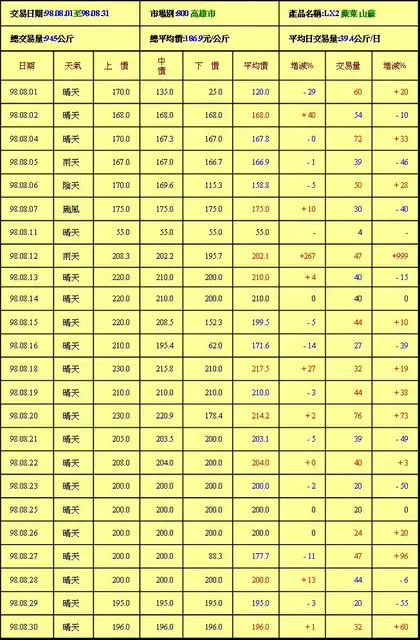 交易日期:98.08.01至98.08.31 市場別:800 高雄市 產品名稱:LX2 蕨菜 山蘇
總交易量:945公斤 總平均價:186.9元/公斤 平均日交易量:39.4公斤/日
日期 天氣 上價 中價 下價 平均價 增減% 交易量 增減%
98.08.01 晴天 170.0 135.0 25.0 120.0 - 29 60 + 20
98.08.02 晴天 168.0 168.0 168.0 168.0 + 40 54 - 10
98.08.04 晴天 170.0 167.3 167.0 167.8 - 0 72 + 33
98.08.05 雨天 167.0 167.0 166.7 166.9 - 1 39 - 46
98.08.06 陰天 170.0 169.6 115.3 158.8 - 5 50 + 28
98.08.07 颱風 175.0 175.0 175.0 175.0 + 10 30 - 40
98.08.11 晴天 55.0 55.0 55.0 55.0 - 4 -
98.08.12 雨天 208.3 202.2 195.7 202.1 +267 47 +999
98.08.13 晴天 220.0 210.0 200.0 210.0 + 4 40 -15
98.08.14 晴天 220.0 210.0 200.0 210.0 0 40 0
98.08.15 晴天 220.0 208.5 152.3 199.5 - 5 44 + 10
98.08.16 晴天 210.0 195.4 62.0 171.6 - 14 27 -39
98.08.18 晴天 230.0 215.8 210.0 217.5 + 27 32 + 19
98.08.19 晴天 210.0 210.0 210.0 210.0 - 3 44 + 38
98.08.20 晴天 230.0 220.9 178.4 214.2 + 2 76 + 73
98.08.21 晴天 205.0 203.5 200.0 203.1 - 5 39 -49
98.08.22 晴天 208.0 204.0 200.0 204.0 + 0 40 + 3
98.08.23 晴天 200.0 200.0 200.0 200.0 - 2 20 - 50
98.08.25 晴天 200.0 200.0 200.0 200.0 0 20 0
98.08.26 晴天 200.0 200.0 200.0 200.0 0 24 + 20
98.08.27 晴天 200.0 200.0 88.3 177.7 - 11 47 + 96
98.08.28 晴天 200.0 200.0 200.0 200.0 + 13 44 - 6
98.08.29 晴天 195.0 195.0 195.0 195.0 - 3 20 - 55
98.08.30 晴天 196.0 196.0 196.0 196.0 + 1 32 + 60